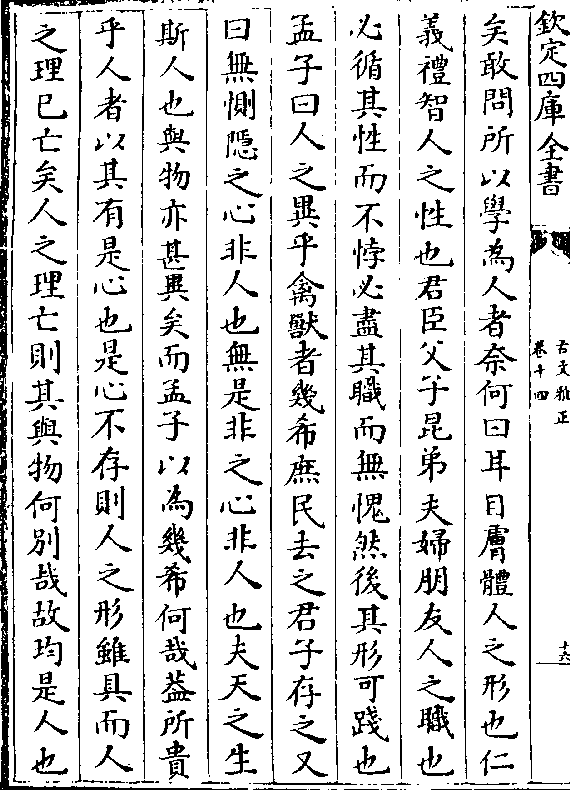 欽定四庫全書
古文雅正
卷十四
十六
矣敢問所以學為人者奈何曰耳目膚體人之形也仁
義禮智人之性也君臣父子昆弟夫婦朋友人之職也
必循其性而不悖必盡其職而無愧然後其形可踐也
孟子曰人之異乎禽獸者幾希庶民去之君子存之又
曰無惻隱之心非人也無是非之心非人也夫天之生
斯人也與物亦甚異矣而孟子以為幾希何哉葢所貴
乎人者以其有是心也是心不存則人之形雖具而人
之理已亡矣人之理亡則其與物何別哉故均是人也